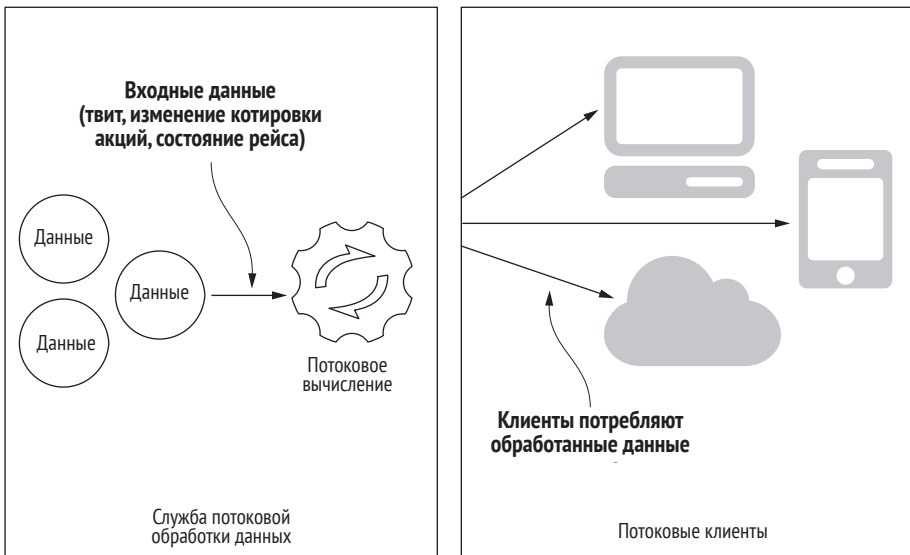 Входные данные
(твит, изменение котировки
акций, состояние рейса)
Данные
Данные
Данные
Потоковое
вычисление
Служба потоковой
обработки данных
Клиенты потребляют
обработанные данные
Потоковые клиенты